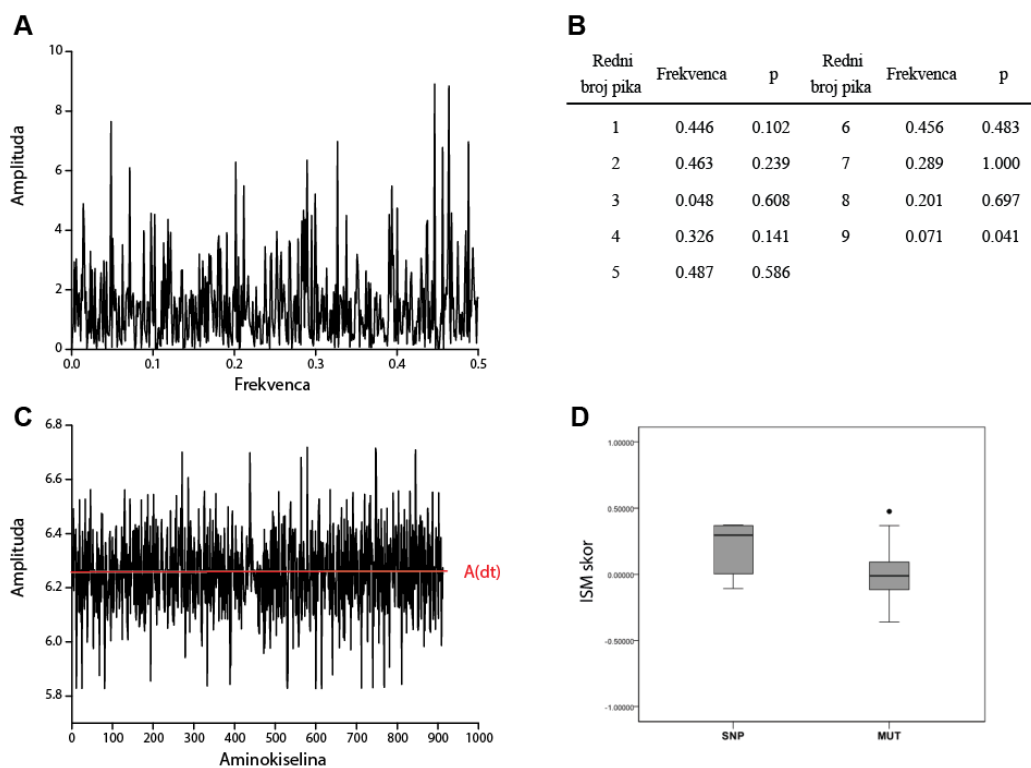 A
10
8
6
4
2
0
Amplituda
0.0 0.1 0.2 0.3 0.4 0.5
Frekvenca
B
Redni broj pika Frekvenca p Redni broj pika Frekvenca p
1 0.446 0.102 6 0.456 0.483
2 0.463 0.239 7 0.289 1.000
3 0.048 0.608 8 0.201 0.697
4 0.326 0.141 9 0.071 0.041
5 0.487 0.586
C
6.8
6.6
6.4
6.2
6.0
5.8
Amplituda
A(dt)
0 100 200 300 400 500 600 700 800 900 1000
Aminokiselina
D
1.00000
0.50000
0.00000
-0.50000
-1.00000
ISM skor
SNP MUT